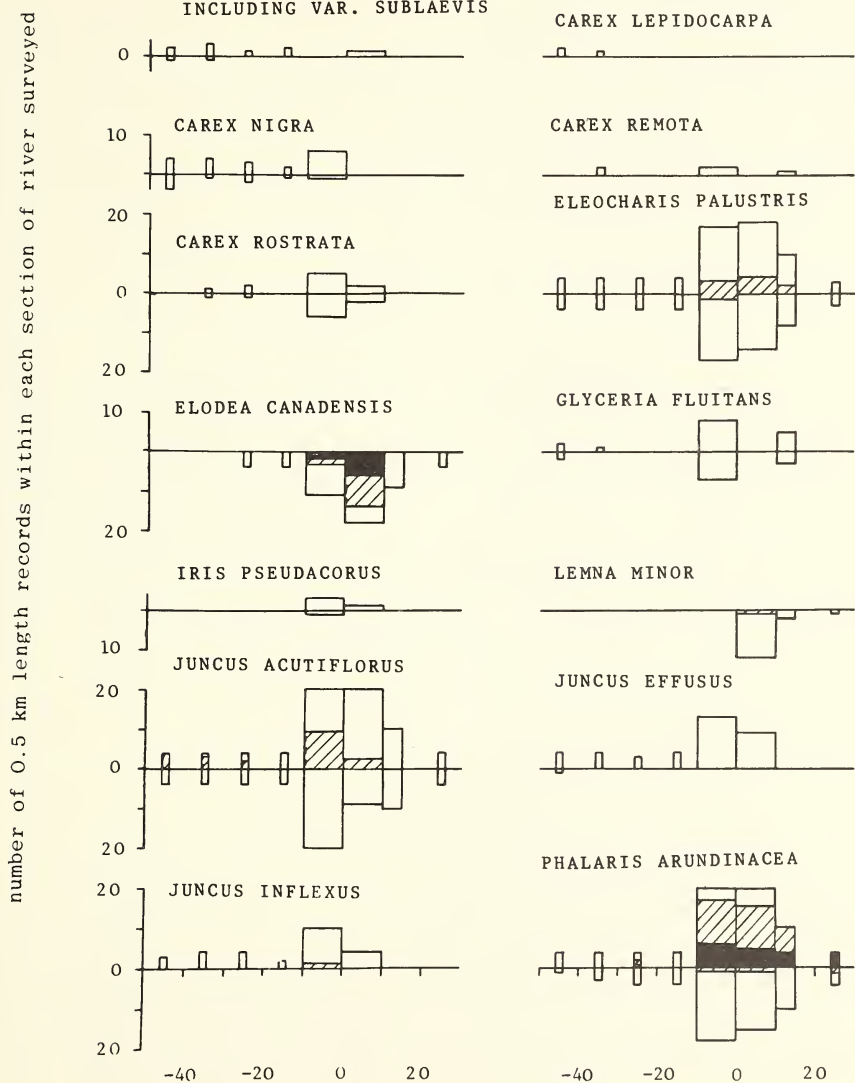 number of 0.5 km length records within each section of river surveyed
INCLUDING VAR. SUBLAEVIS
0
CAREX LEPIDOCARPA
CAREX NIGRA
10
CAREX REMOTA
CAREX ROSTRATA
20
0
20
ELEOCHARIS PALUSTRIS
ELODEA CANADENSIS
10
20
GLYCERIA FLUITANS
IRIS PSEUDACORUS
10
LEMNA MINOR
JUNCUS ACUTIFLORUS
20
0
20
JUNCUS EFFUSUS
JUNCUS INFLEXUS
20
0
20
-40 -20 0 20
PHALARIS ARUNDINACEA
-40 -20 0 20